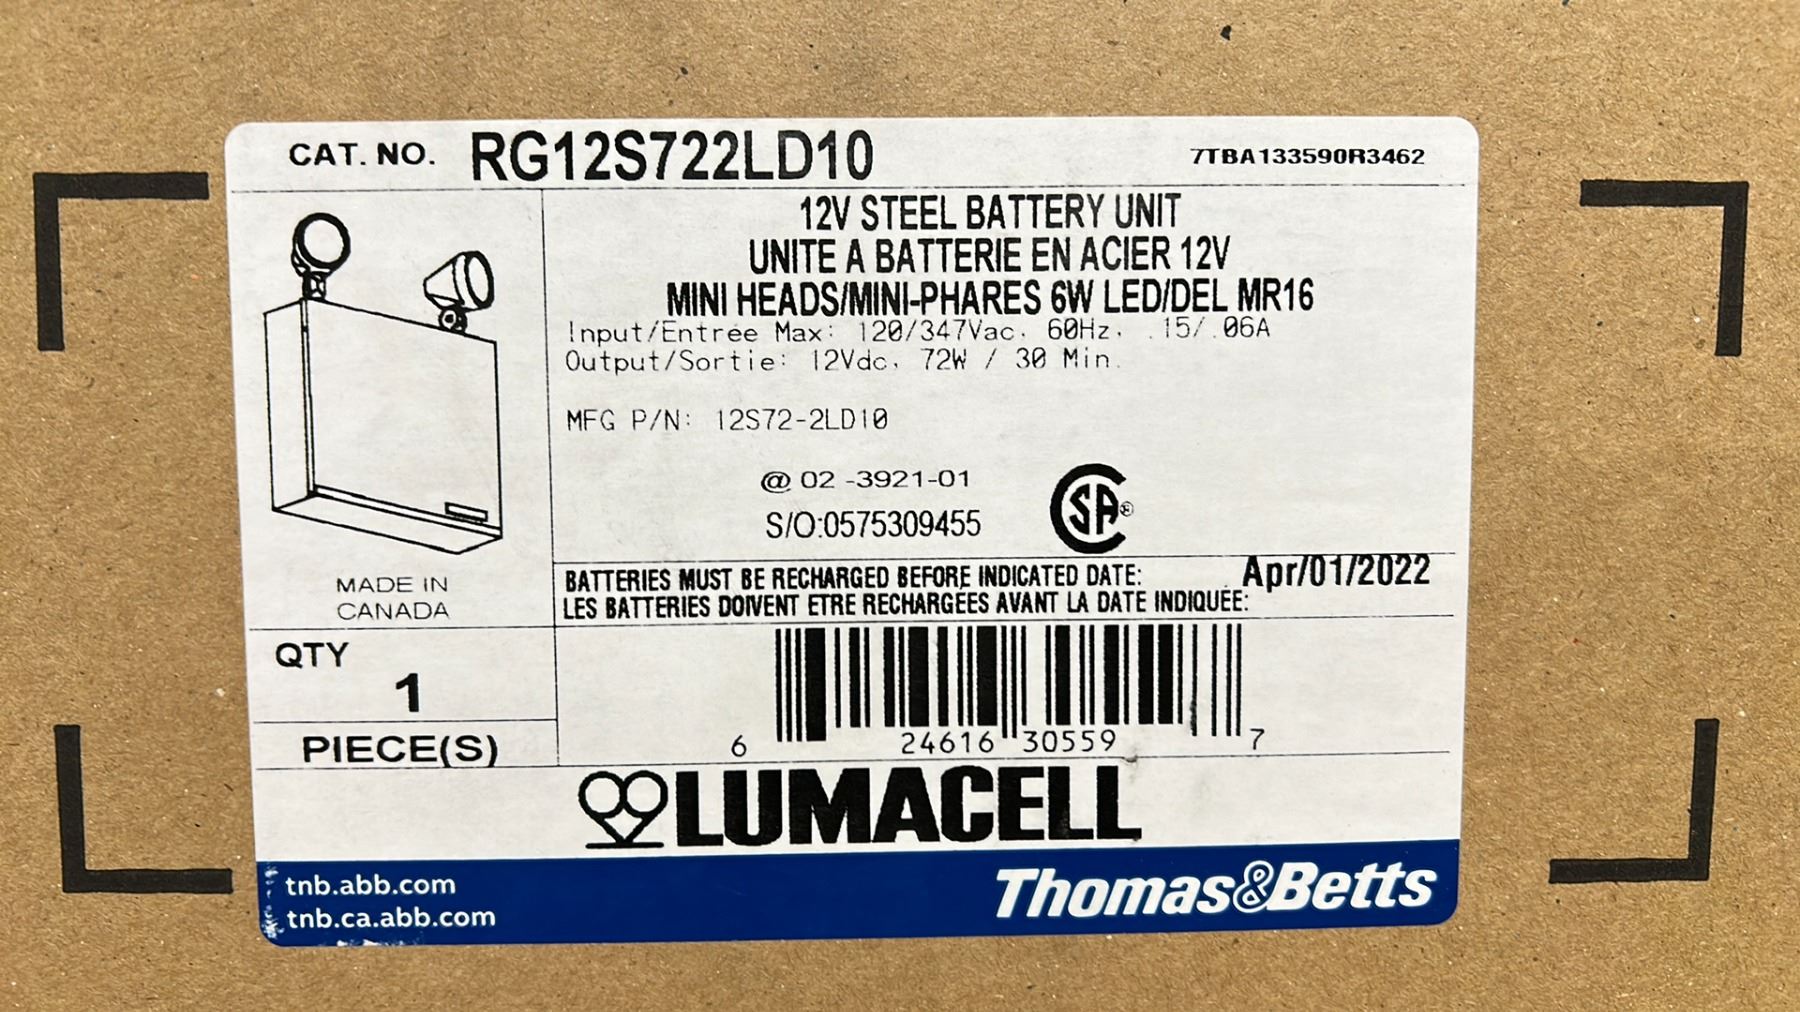 CAT. NO. RG12S722LD10 7TBA133590R3462
12V STEEL BATTERY UNIT
UNITE A BATTERIE EN ACIER 12V
MINI HEADS/MINI-PHARES 6W LED/DEL MR16
Input/Entrée Max: 120/347Vac, 60Hz, .15/.06A
Output/Sortie: 12Vdc, 72W / 30 Min.
MFG P/N: 12S72-2LD10
@ 02 -3921-01
S/O:0575309455
CSA®
MADE IN
CANADA
BATTERIES MUST BE RECHARGED BEFORE INDICATED DATE: Apr/01/2022
LES BATTERIES DOIVENT ETRE RECHARGÉES AVANT LA DATE INDIQUÉE:
QTY
1
PIECE(S)
6 24616 30559 7
LUMACELL
tnb.abb.com
tnb.ca.abb.com
Thomas&Betts